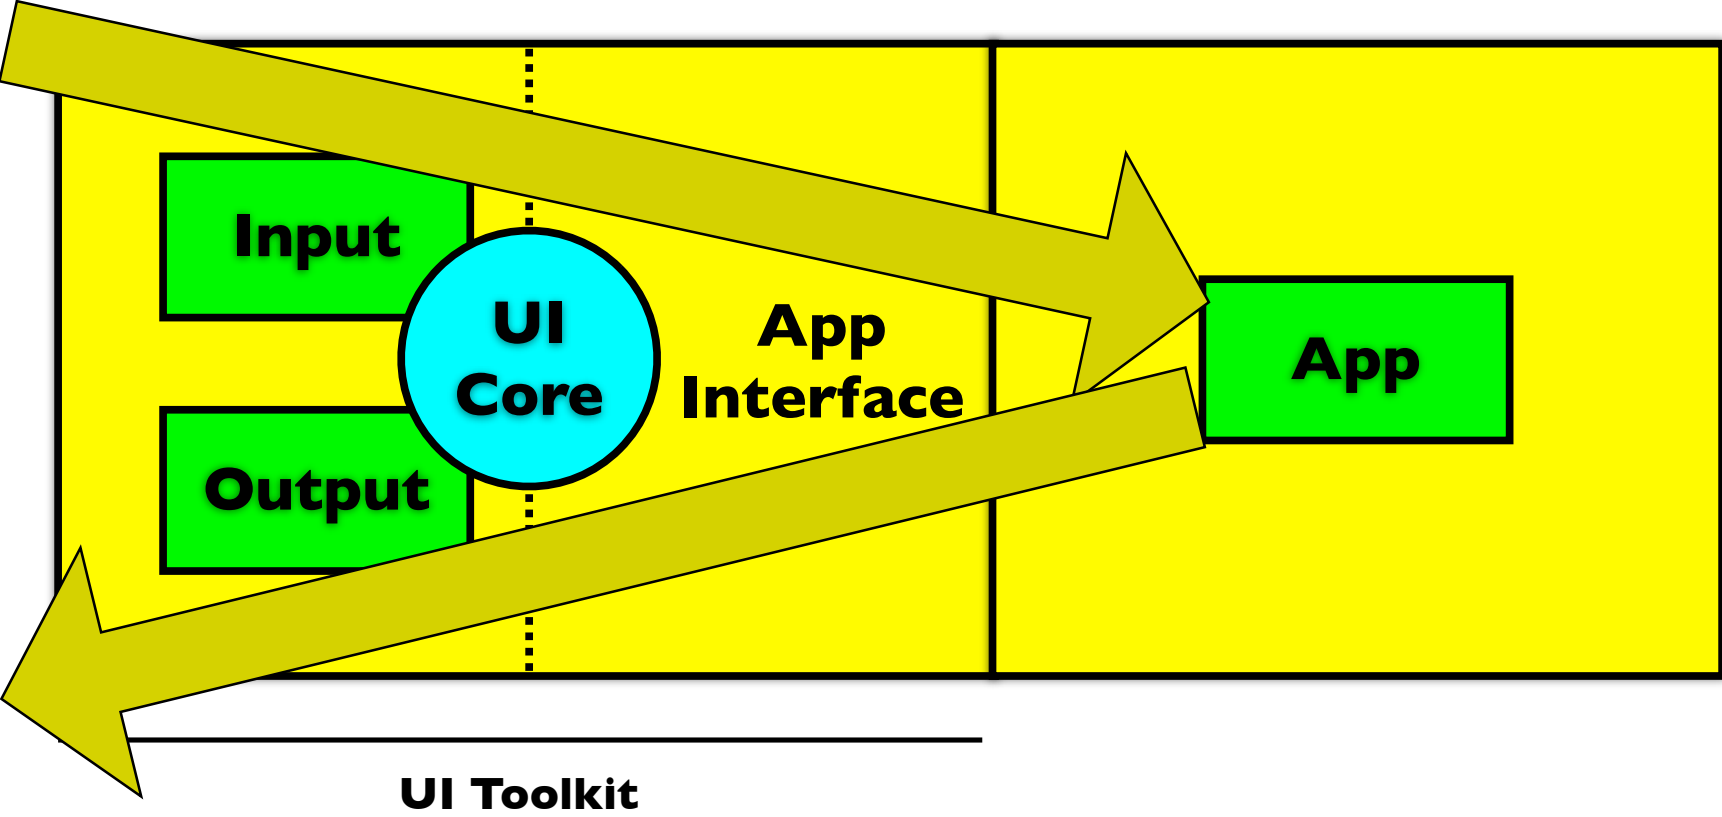 Input
UI
Core
App
Interface
App
Output
UI Toolkit